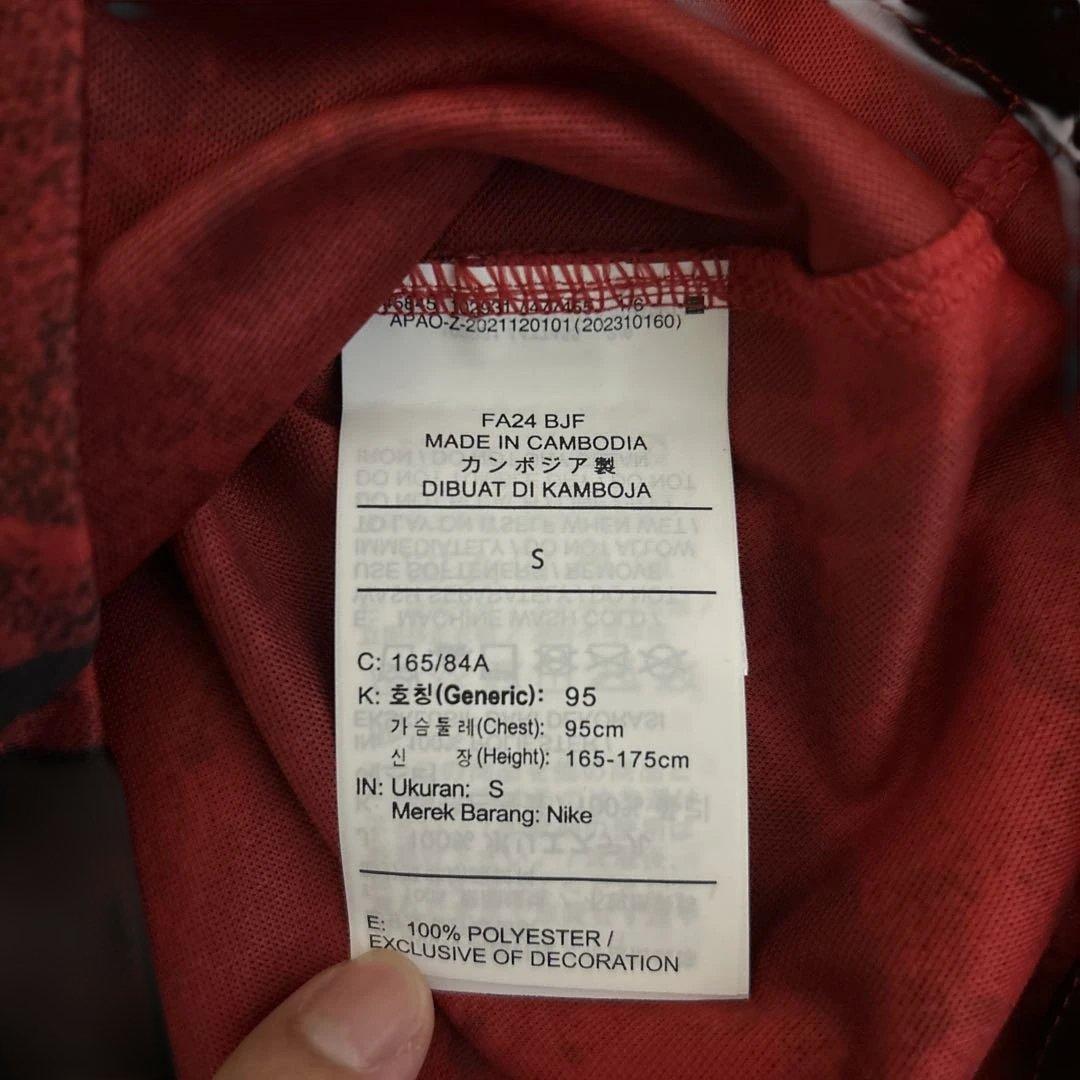 APAO-Z-2021120101(202310160)
FA24 BJF
MADE IN CAMBODIA
カンボジア製
DIBUAT DI KAMBOJA
S
C: 165/84A
K: 호칭(Generic): 95
가슴둘레(Chest): 95cm
신 장(Height): 165-175cm
IN: Ukuran: S
Merek Barang: Nike
E: 100% POLYESTER /
EXCLUSIVE OF DECORATION